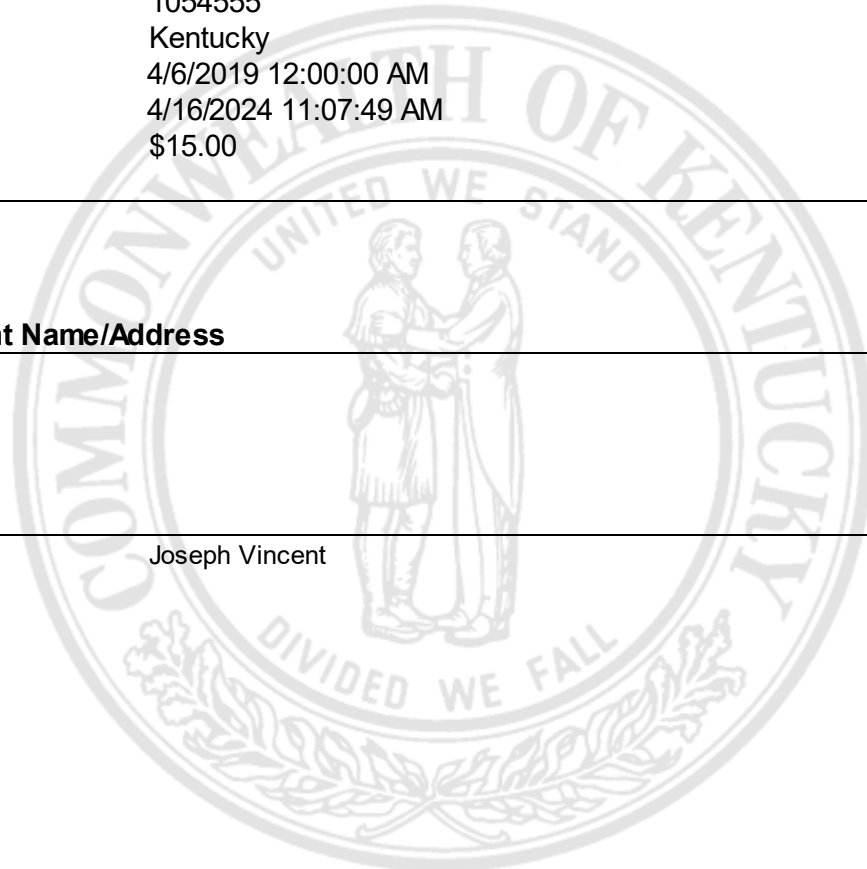 1054555
Kentucky
4/6/2019 12:00:00 AM
4/16/2024 11:07:49 AM
$15.00
COMMONWEALTH OF KENTUCKY
UNITED WE STAND
Name/Address
Joseph Vincent
DIVIDED WE FALL